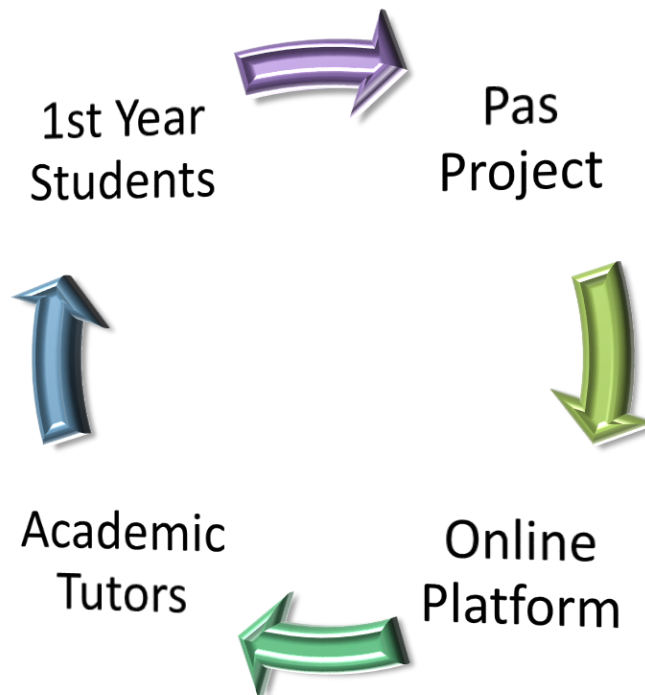 1st Year
Students
Pas
Project
Online
Platform
Academic
Tutors